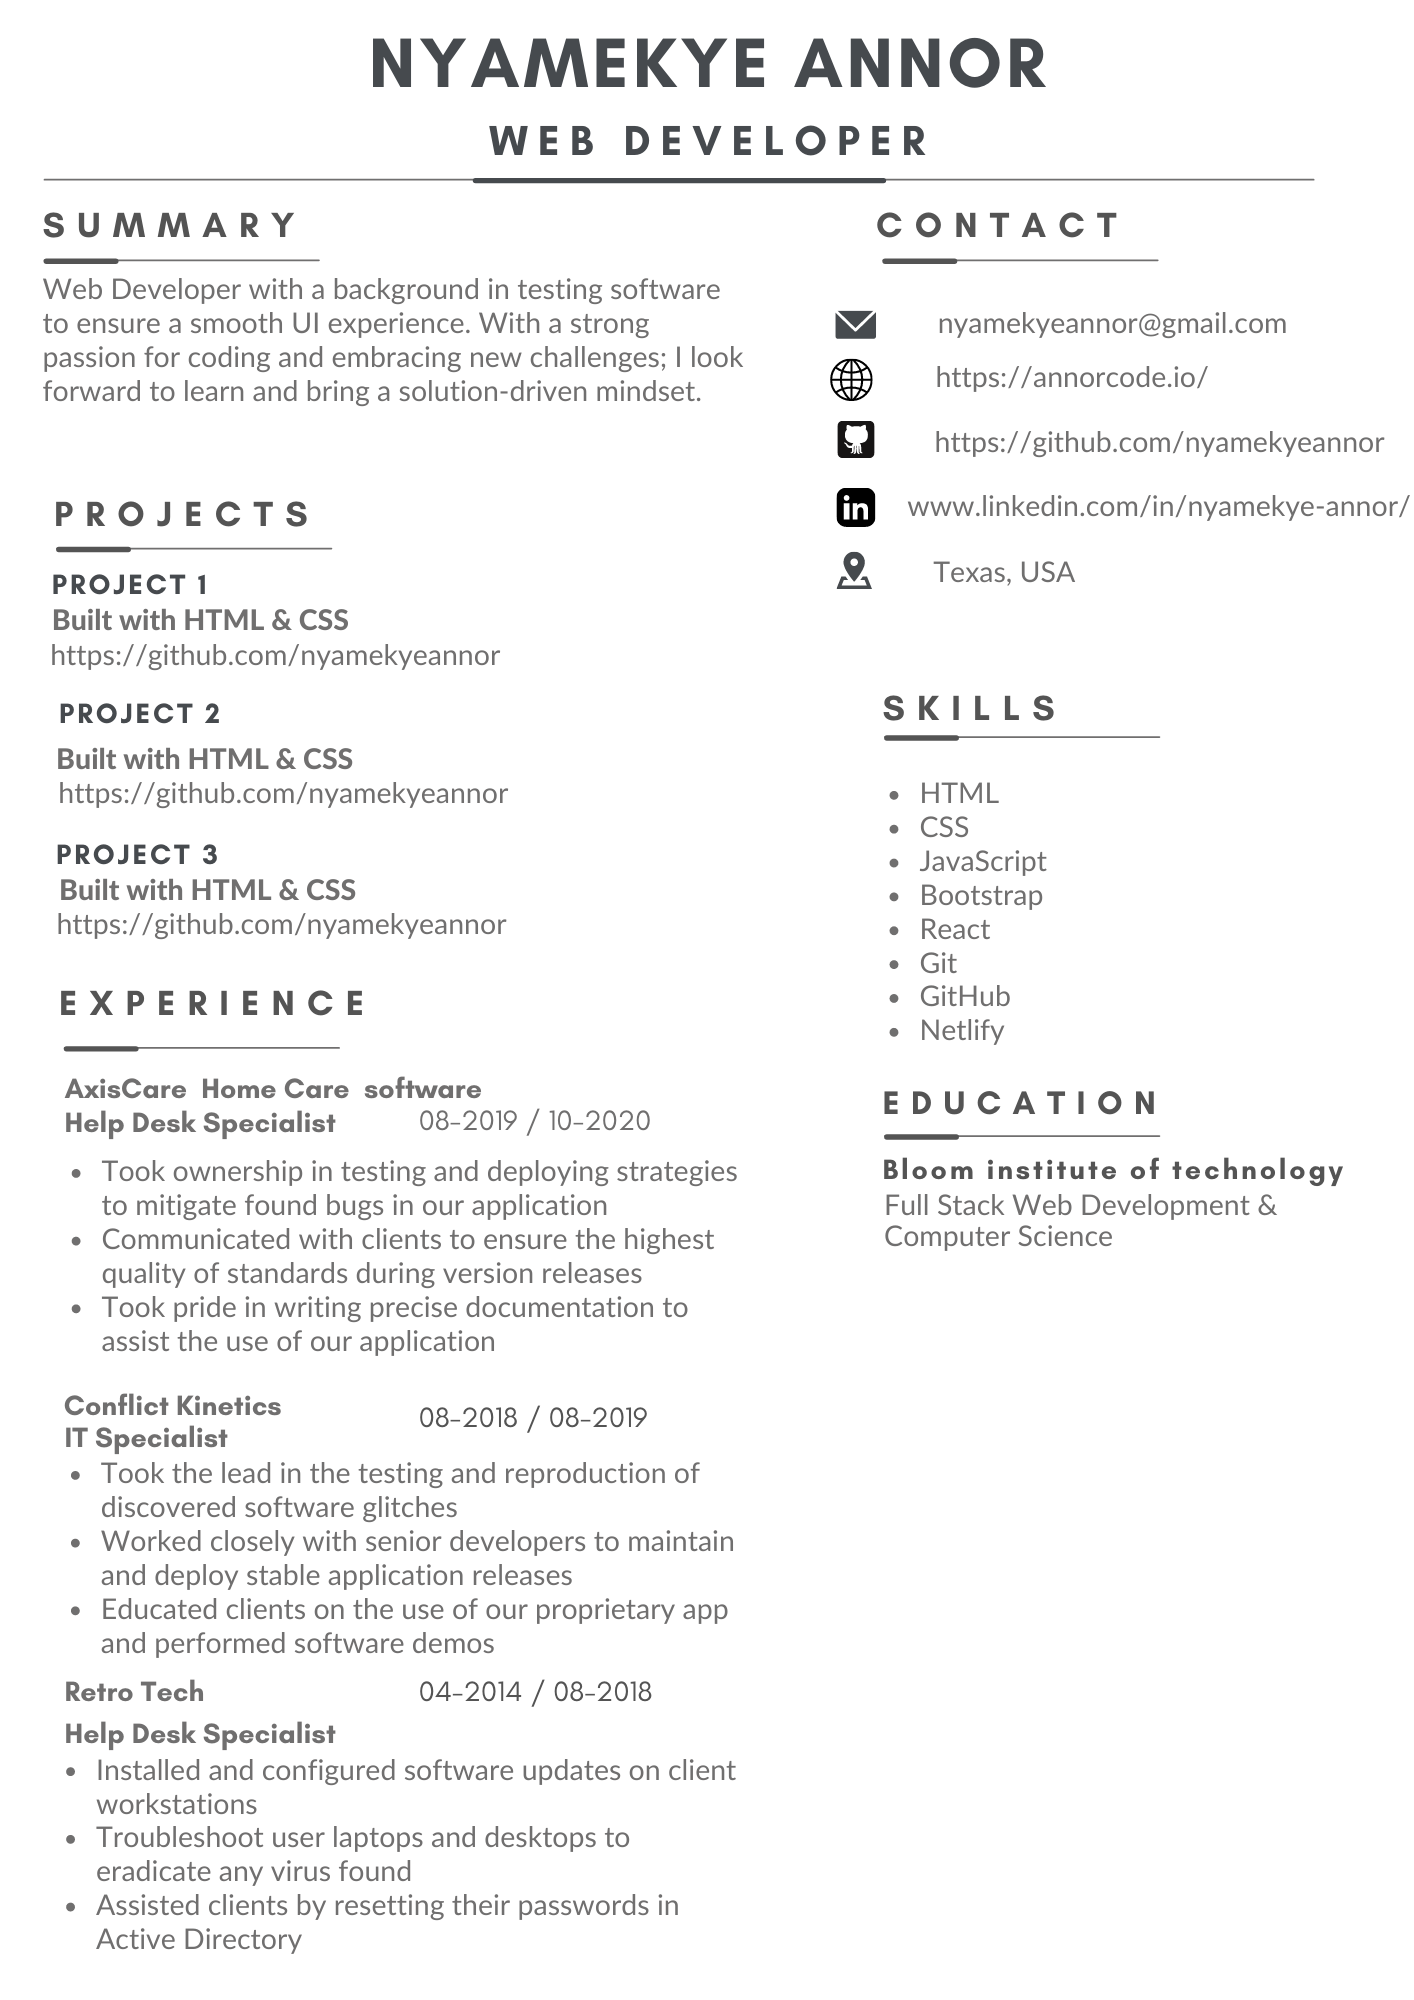 NYAMEKYE ANNOR
WEB DEVELOPER
SUMMARY
Web Developer with a background in testing software
to ensure a smooth UI experience. With a strong
passion for coding and embracing new challenges; I look
forward to learn and bring a solution-driven mindset.
PROJECTS
PROJECT 1
Built with HTML & CSS
https://github.com/nyamekyeannor
PROJECT 2
Built with HTML & CSS
https://github.com/nyamekyeannor
PROJECT 3
Built with HTML & CSS
https://github.com/nyamekyeannor
EXPERIENCE
AxisCare Home Care software
Help Desk Specialist 08-2019 / 10-2020
• Took ownership in testing and deploying strategies
to mitigate found bugs in our application
• Communicated with clients to ensure the highest
quality of standards during version releases
• Took pride in writing precise documentation to
assist the use of our application
Conflict Kinetics 08-2018 / 08-2019
IT Specialist
• Took the lead in the testing and reproduction of
discovered software glitches
• Worked closely with senior developers to maintain
and deploy stable application releases
• Educated clients on the use of our proprietary app
and performed software demos
Retro Tech 04-2014 / 08-2018
Help Desk Specialist
• Installed and configured software updates on client
workstations
• Troubleshoot user laptops and desktops to
eradicate any virus found
• Assisted clients by resetting their passwords in
Active Directory
CONTACT
nyamekyeannor@gmail.com
https://annorcode.io/
https://github.com/nyamekyeannor
in www.linkedin.com/in/nyamekye-annor/
Texas, USA
SKILLS
• HTML
• CSS
• JavaScript
• Bootstrap
• React
• Git
• GitHub
• Netlify
EDUCATION
Bloom institute of technology
Full Stack Web Development &
Computer Science